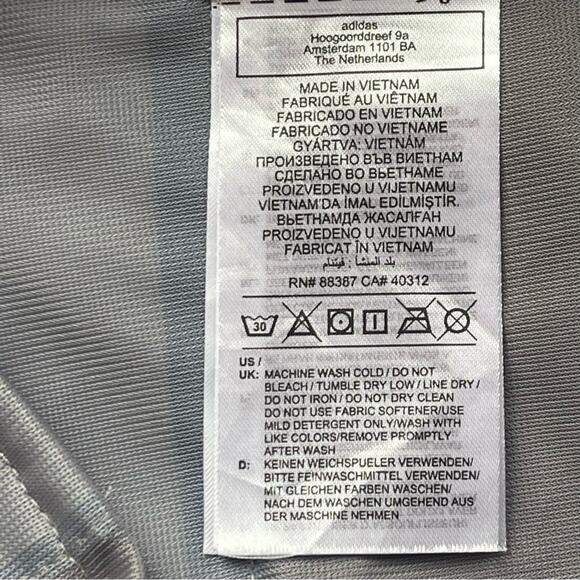 adidas
Hoogoorddreef 9a
Amsterdam 1101 BA
The Netherlands
MADE IN VIETNAM
FABRIQUÉ AU VIÊTNAM
FABRICADO EN VIETNAM
FABRICADO NO VIETNAME
GYÁRTVA: VIETNÁM
ПРОИЗВЕДЕНО ВЪВ ВИЕТНАМ
СДЕЛАНО ВО ВЬЕТНАМЕ
PROIZVEDENO U VIJETNAMU
VİETNAM'DA İMAL EDİLMİŞTİR.
ВЬЕТНАМДА ЖАСАЛҒАН
PROIZVEDENO U VIJETNAMU
FABRICAT ÎN VIETNAM
بلد المنشأ : فيتنام
RN# 88387 CA# 40312
30
US /
UK: MACHINE WASH COLD / DO NOT
BLEACH / TUMBLE DRY LOW / LINE DRY /
DO NOT IRON / DO NOT DRY CLEAN
DO NOT USE FABRIC SOFTENER/USE
MILD DETERGENT ONLY/WASH WITH
LIKE COLORS/REMOVE PROMPTLY
AFTER WASH
D: KEINEN WEICHSPUELER VERWENDEN/
BITTE FEINWASCHMITTEL VERWENDEN/
MIT GLEICHEN FARBEN WASCHEN/
NACH DEM WASCHEN UMGEHEND AUS
DER MASCHINE NEHMEN